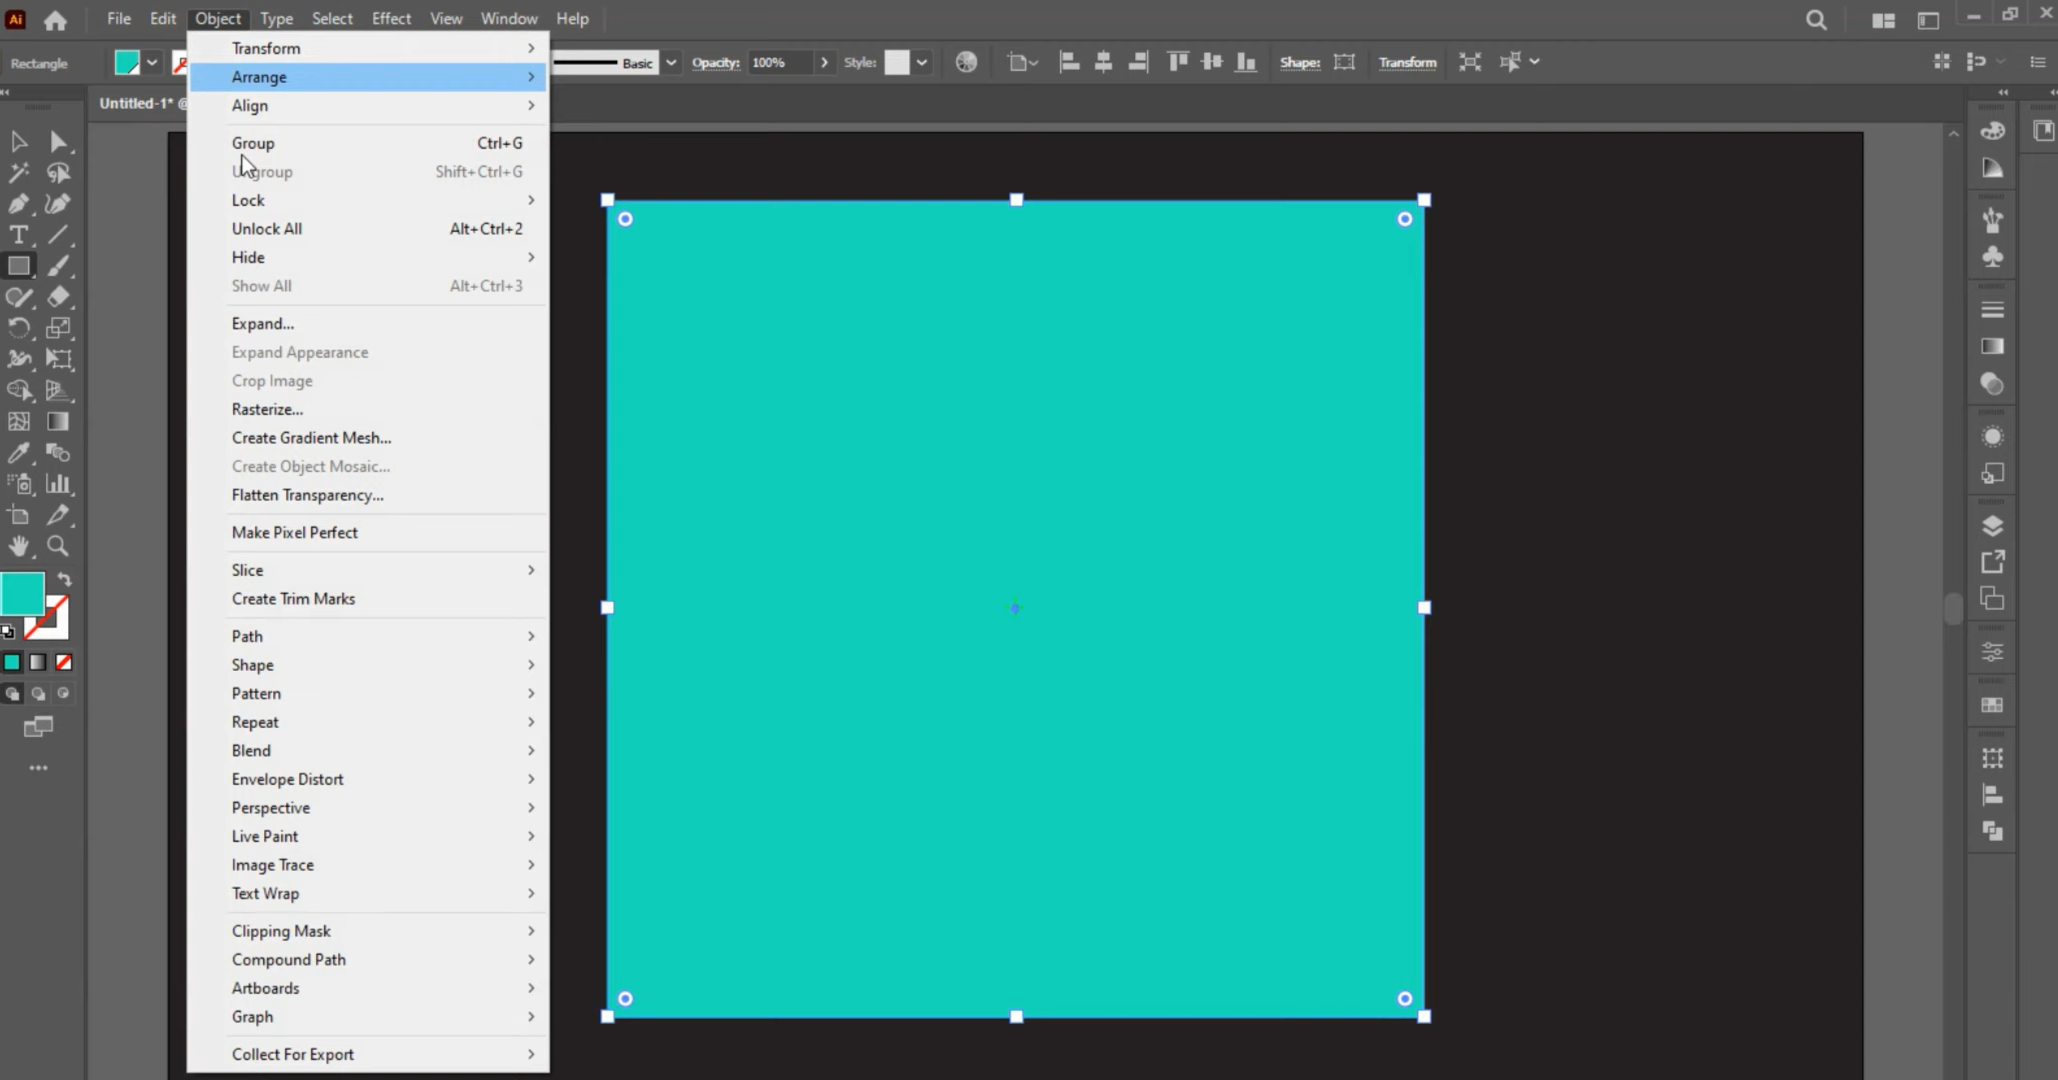 Ai
File Edit Object Type Select Effect View Window Help
Rectangle Basic Opacity: 100% Style: Shape: Transform
Untitled-1* @
Transform
Arrange
Align
Group Ctrl+G
Shift+Ctrl+G
Lock
Unlock All Alt+Ctrl+2
Hide
Show All Alt+Ctrl+3
Expand...
Expand Appearance
Crop Image
Rasterize...
Create Gradient Mesh...
Create Object Mosaic...
Flatten Transparency...
Make Pixel Perfect
Slice
Create Trim Marks
Path
Shape
Pattern
Repeat
Blend
Envelope Distort
Perspective
Live Paint
Image Trace
Text Wrap
Clipping Mask
Compound Path
Artboards
Graph
Collect For Export